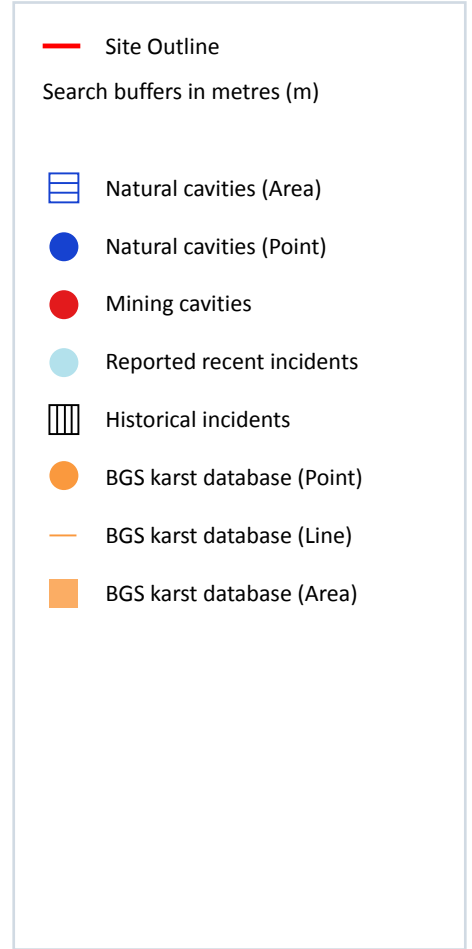 Site Outline
Search buffers in metres (m)
Natural cavities (Area)
Natural cavities (Point)
Mining cavities
Reported recent incidents
Historical incidents
BGS karst database (Point)
BGS karst database (Line)
BGS karst database (Area)